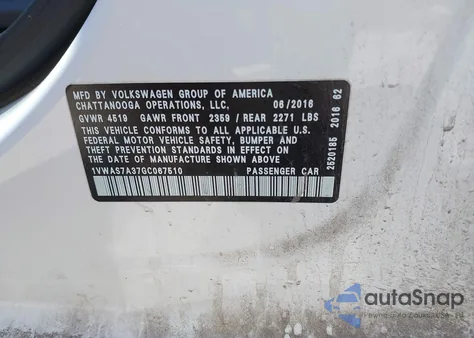 MFD BY VOLKSWAGEN GROUP OF AMERICA
CHATTANOOGA OPERATIONS, LLC, 06/2016
GVWR 4519 GAWR FRONT 2359 / REAR 2271 LBS
THIS VEHICLE CONFORMS TO ALL APPLICABLE U.S.
FEDERAL MOTOR VEHICLE SAFETY, BUMPER AND
THEFT PREVENTION STANDARDS IN EFFECT ON
THE DATE OF MANUFACTURE SHOWN ABOVE.
1VWAS7A37GC067510 PASSENGER CAR
2520185 2016 62
autoSnap